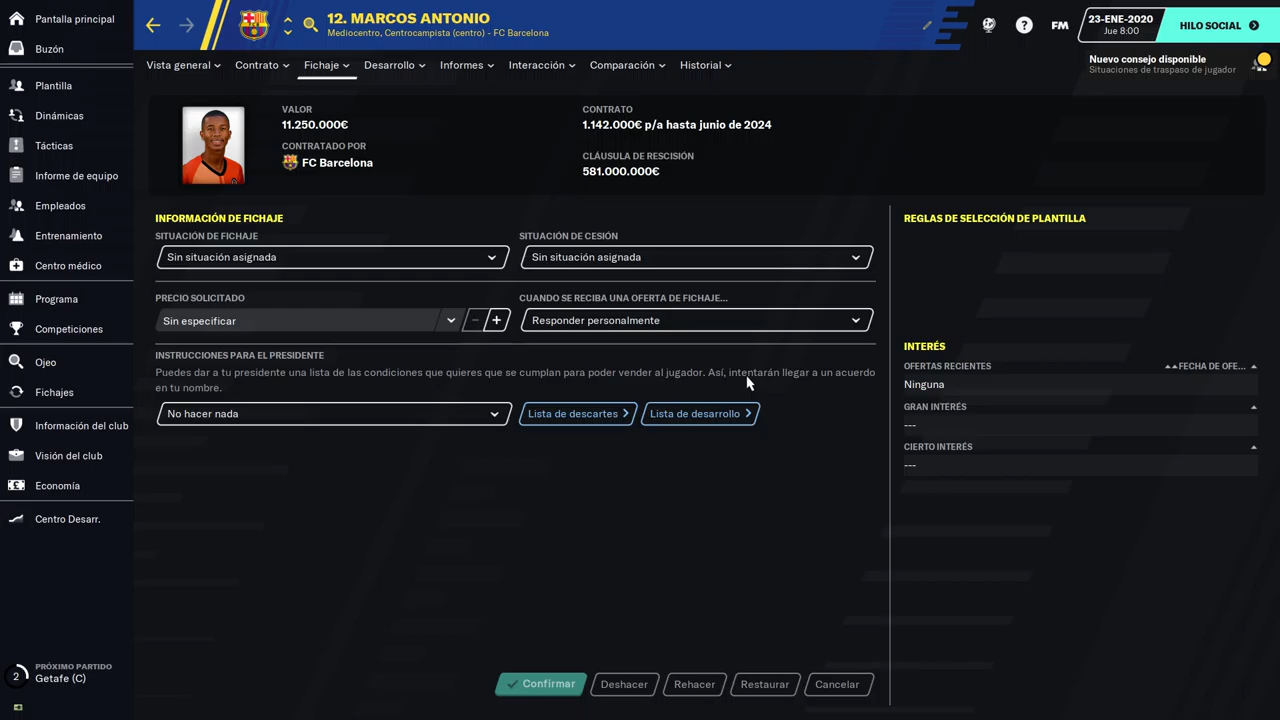 Pantalla principal
Buzón
Plantilla
Dinámicas
Tácticas
Informe de equipo
Empleados
Entrenamiento
Centro médico
Programa
Competiciones
Ojeo
Fichajes
Información del club
Visión del club
Economía
Centro Desarr.
2
PRÓXIMO PARTIDO
Getafe (C)
12. MARCOS ANTONIO
Mediocentro, Centrocampista (centro) - FC Barcelona
FM
23-ENE-2020
Jue 8:00
HILO SOCIAL
Vista general
Contrato
Fichaje
Desarrollo
Informes
Interacción
Comparación
Historial
Nuevo consejo disponible
Situaciones de traspaso de jugador
VALOR
11.250.000€
CONTRATADO POR
FC Barcelona
CONTRATO
1.142.000€ p/a hasta junio de 2024
CLÁUSULA DE RESCISIÓN
581.000.000€
INFORMACIÓN DE FICHAJE
SITUACIÓN DE FICHAJE
Sin situación asignada
SITUACIÓN DE CESIÓN
Sin situación asignada
PRECIO SOLICITADO
Sin especificar
- +
CUANDO SE RECIBA UNA OFERTA DE FICHAJE...
Responder personalmente
INSTRUCCIONES PARA EL PRESIDENTE
Puedes dar a tu presidente una lista de las condiciones que quieres que se cumplan para poder vender al jugador. Así, intentarán llegar a un acuerdo
en tu nombre.
No hacer nada
Lista de descartes
Lista de desarrollo
Confirmar
Deshacer
Rehacer
Restaurar
Cancelar
REGLAS DE SELECCIÓN DE PLANTILLA
INTERÉS
OFERTAS RECIENTES
FECHA DE OFE...
Ninguna
GRAN INTERÉS
---
CIERTO INTERÉS
---